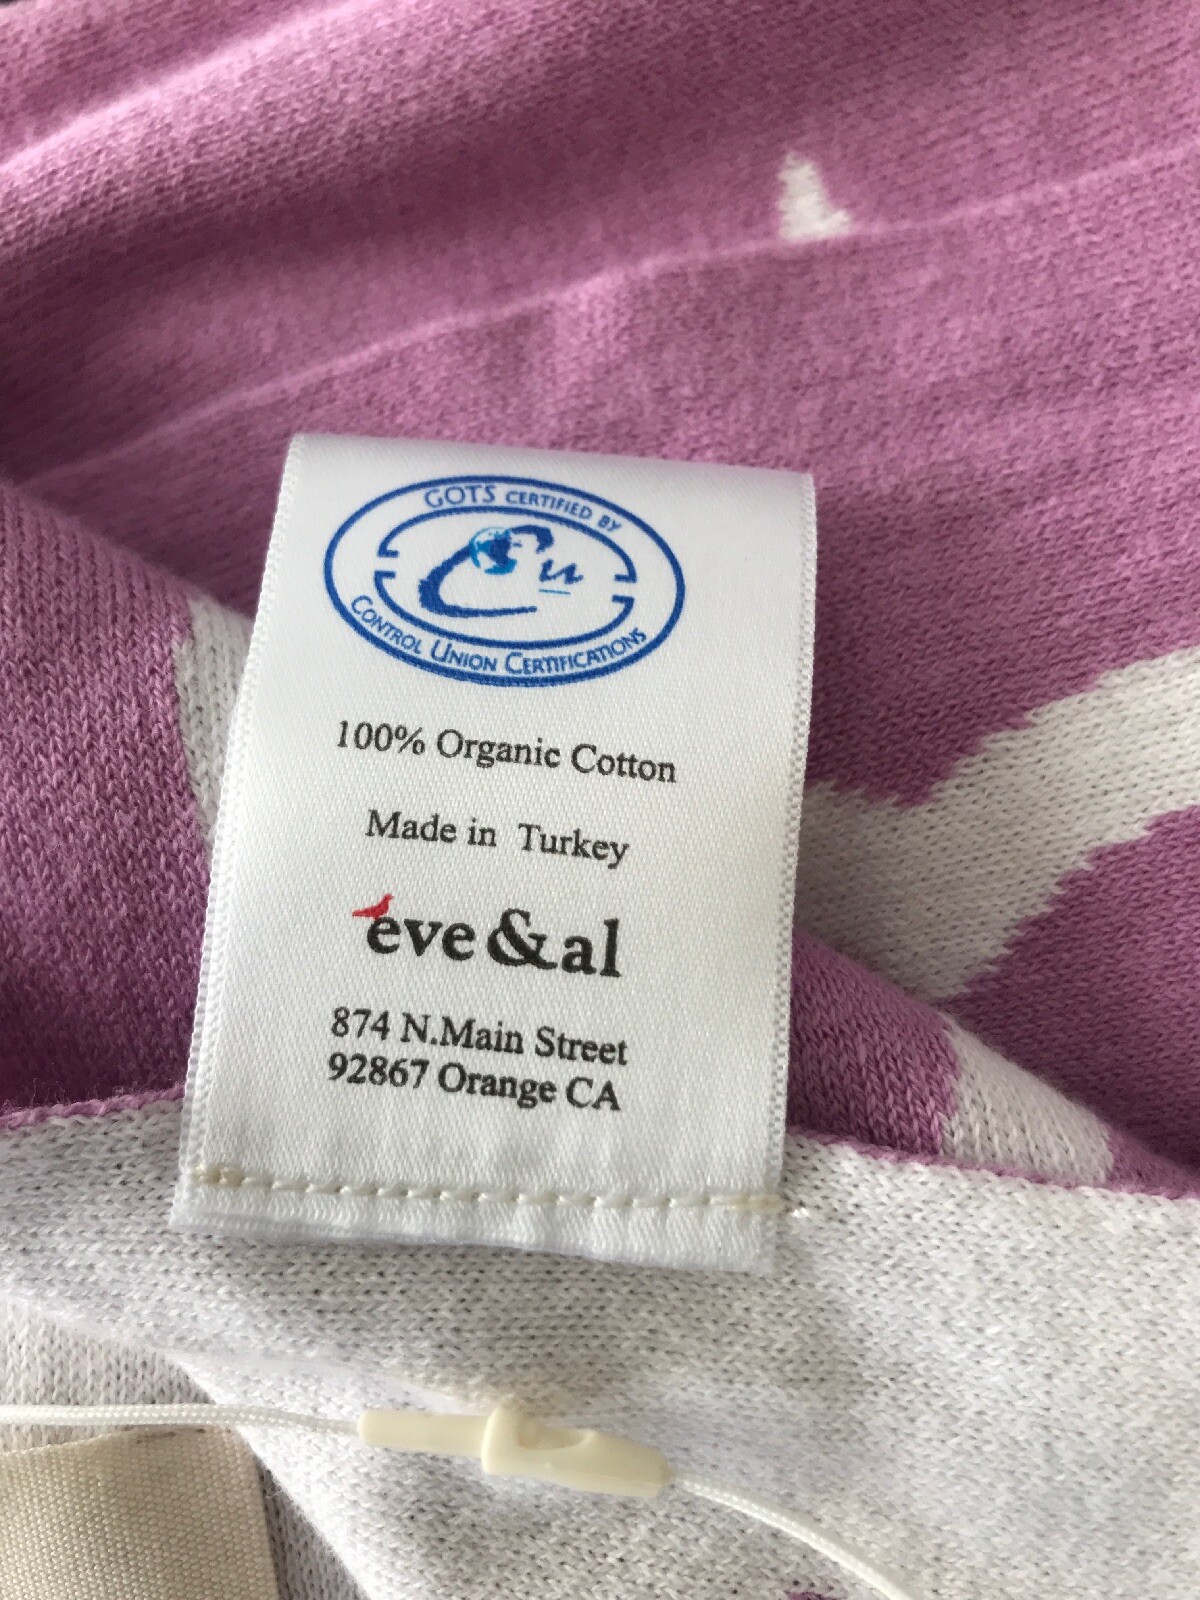 GOTS CERTIFIED BY
Cu
CONTROL UNION CERTIFICATIONS
100% Organic Cotton
Made in Turkey
eve&al
874 N.Main Street
92867 Orange CA